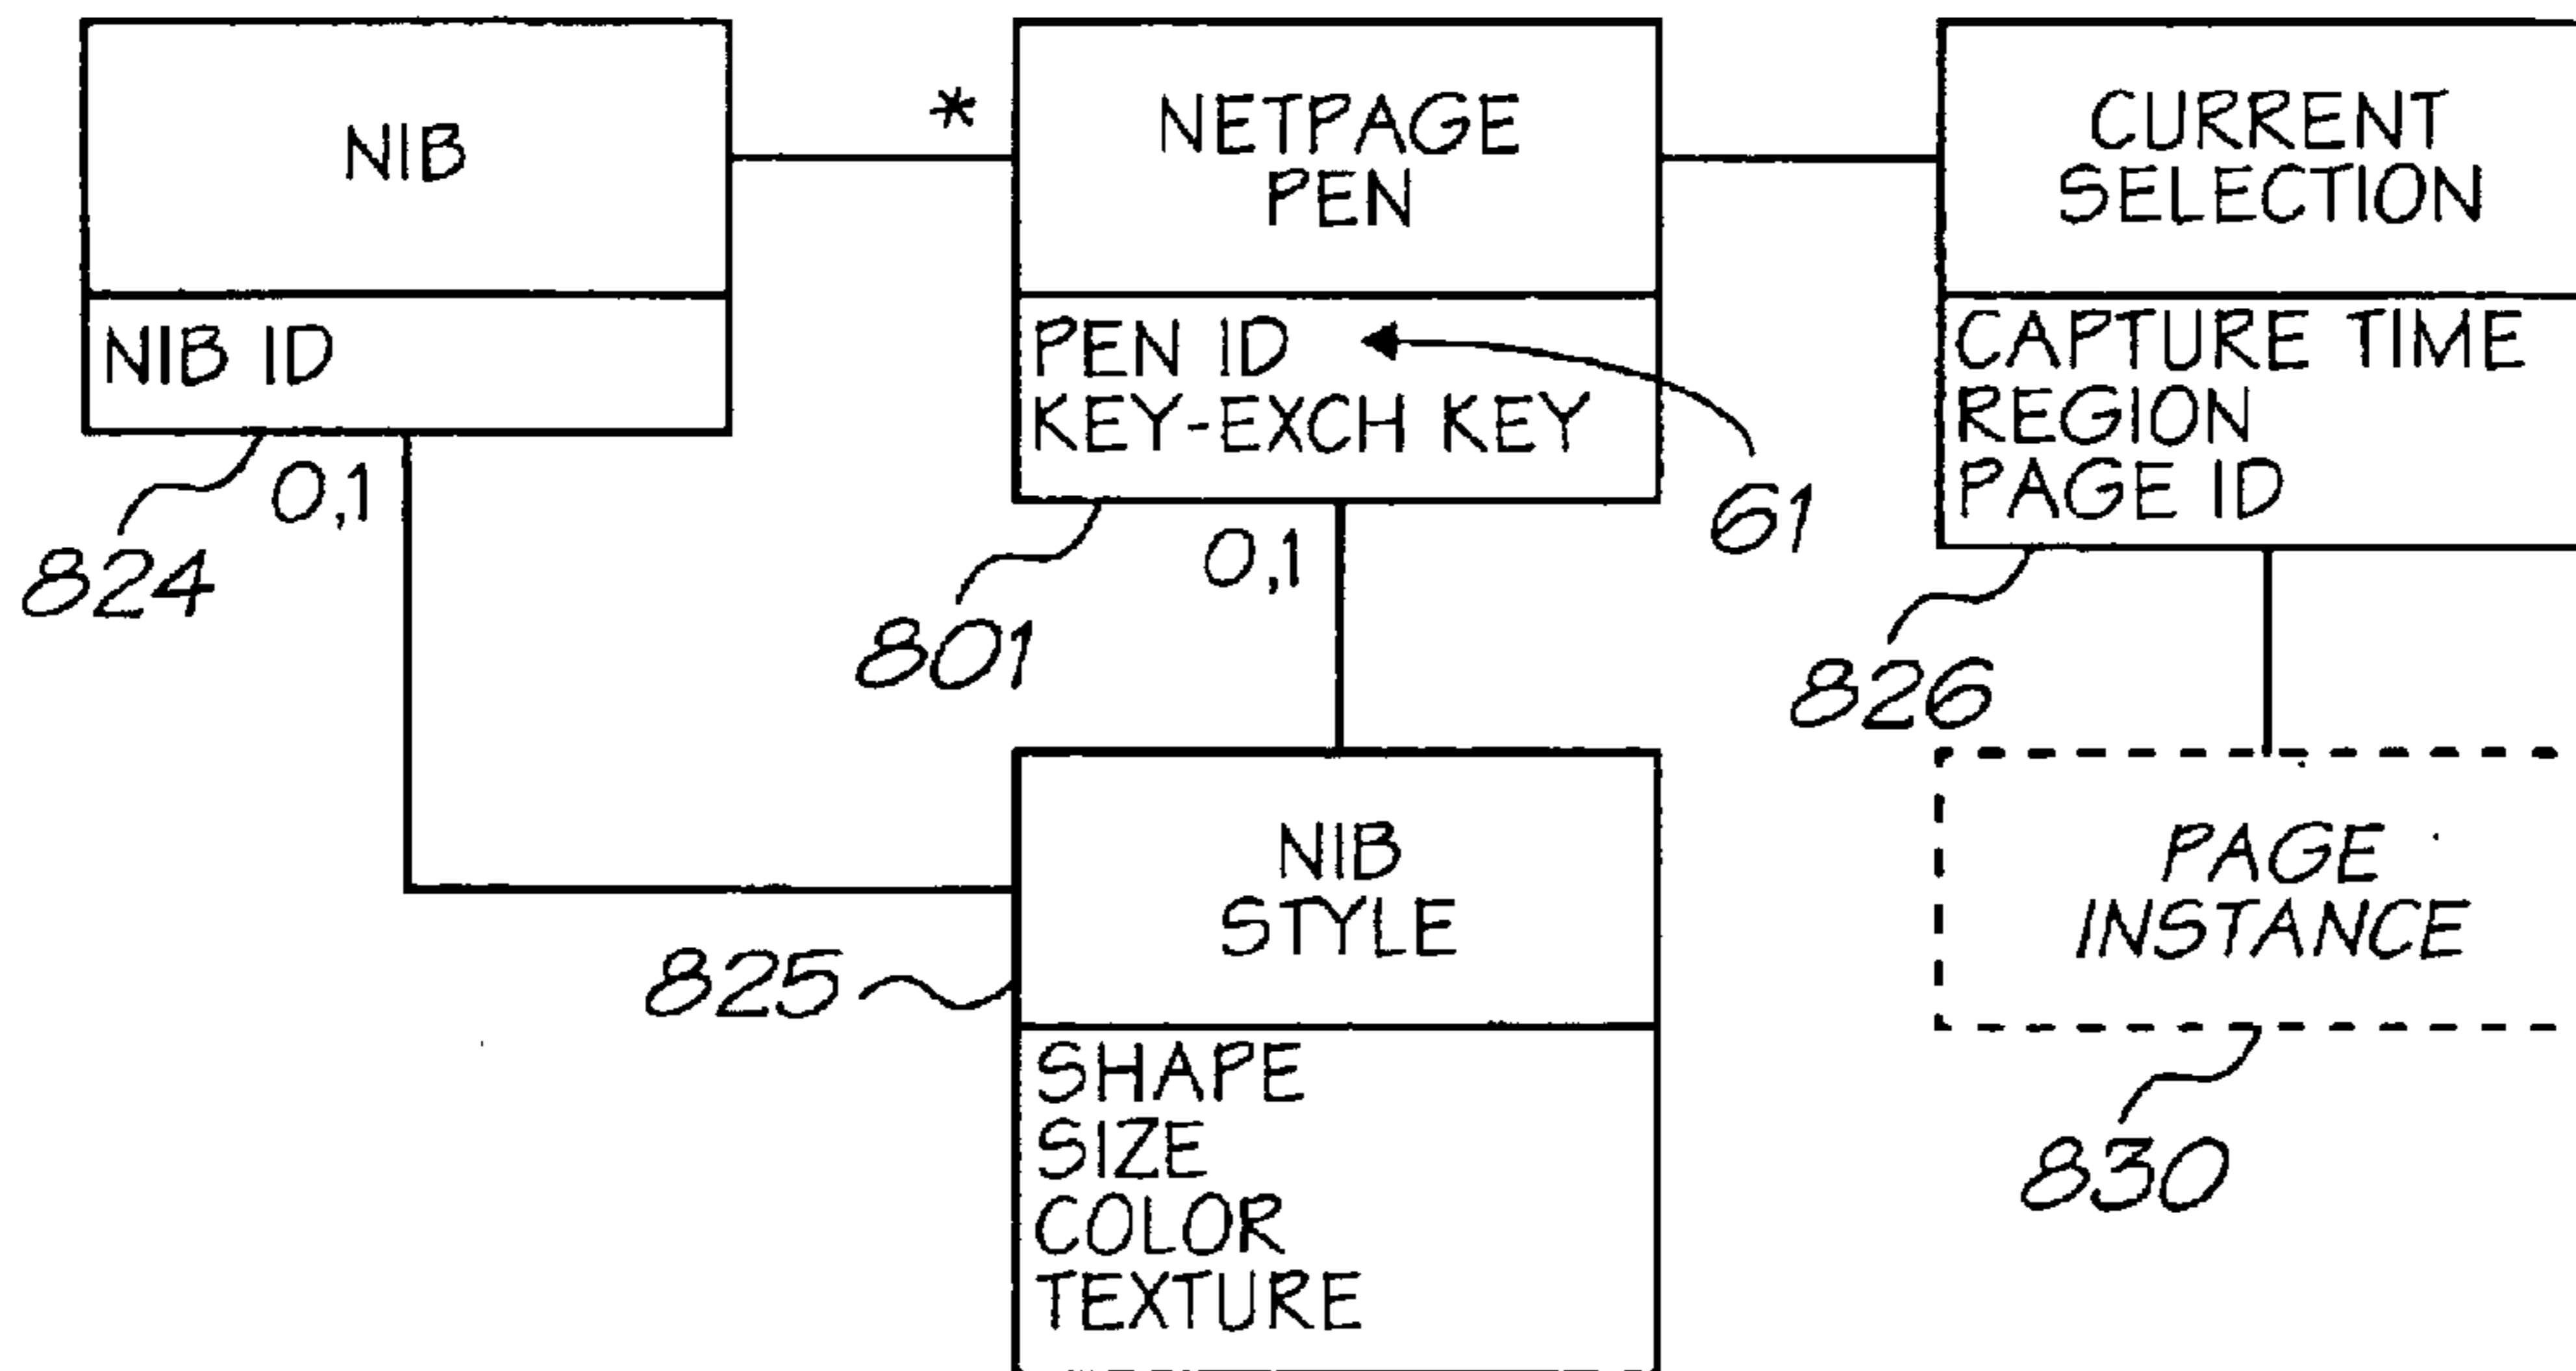 NIB
NIB ID
824
0,1
*
NETPAGE
PEN
PEN ID
KEY-EXCH KEY
61
801
0,1
CURRENT
SELECTION
CAPTURE TIME
REGION
PAGE ID
826
NIB
STYLE
825
SHAPE
SIZE
COLOR
TEXTURE
PAGE
INSTANCE
830